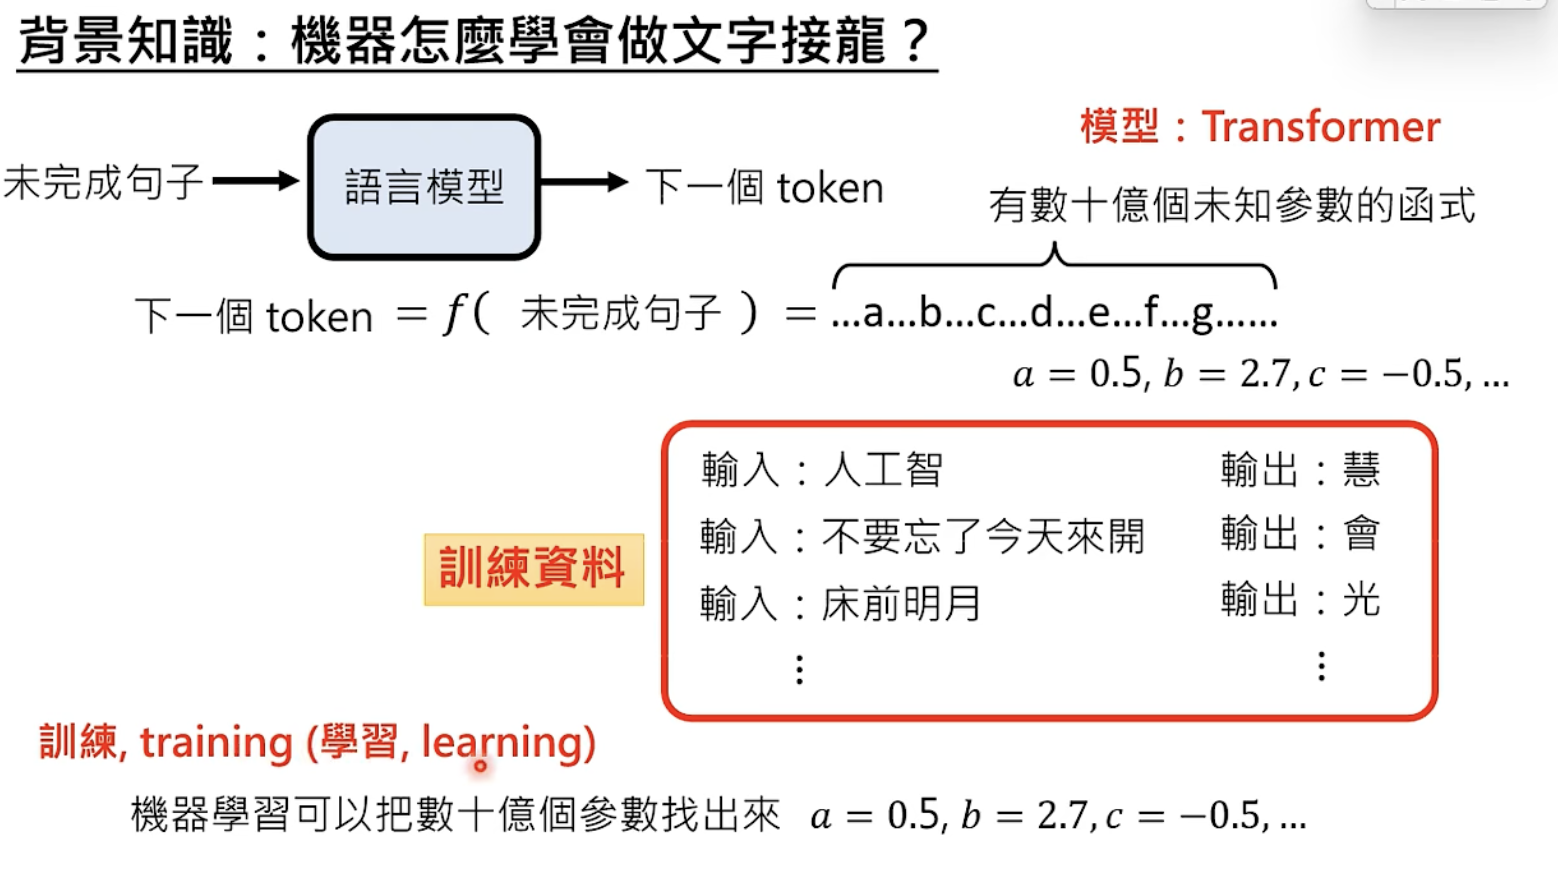 背景知識：機器怎麼學會做文字接龍？
模型：Transformer
未完成句子
語言模型
下一個 token
有數十億個未知參數的函式
下一個 token = f( 未完成句子 ) = ...a...b...c...d...e...f...g......
a = 0.5, b = 2.7, c = −0.5, ...
訓練資料
輸入：人工智 輸出：慧
輸入：不要忘了今天來開 輸出：會
輸入：床前明月 輸出：光
⋮ ⋮
訓練, training (學習, learning)
機器學習可以把數十億個參數找出來 a = 0.5, b = 2.7, c = −0.5, ...